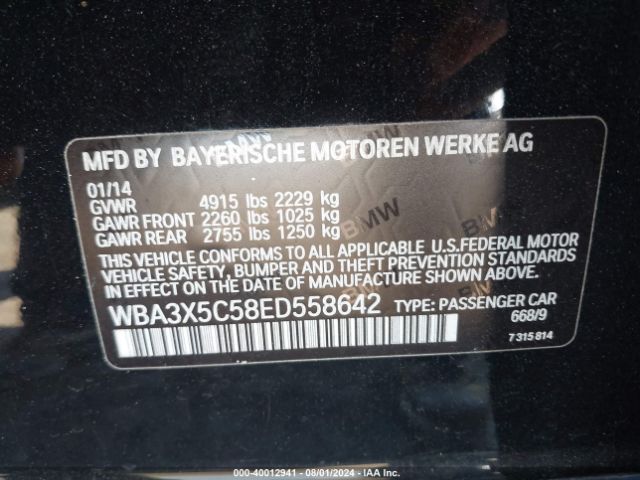 MFD BY BAYERISCHE MOTOREN WERKE AG
01/14
GVWR 4915 lbs 2229 kg
GAWR FRONT 2260 lbs 1025 kg
GAWR REAR 2755 lbs 1250 kg
THIS VEHICLE CONFORMS TO ALL APPLICABLE U.S.FEDERAL MOTOR
VEHICLE SAFETY, BUMPER AND THEFT PREVENTION STANDARDS
IN EFFECT ON THE DATE OF MANUFACTURE SHOWN ABOVE.
WBA3X5C58ED558642 TYPE: PASSENGER CAR
668/9
7 315 814
BMW
BMW
BMW
000-40012941 - 08/01/2024 - IAA Inc.